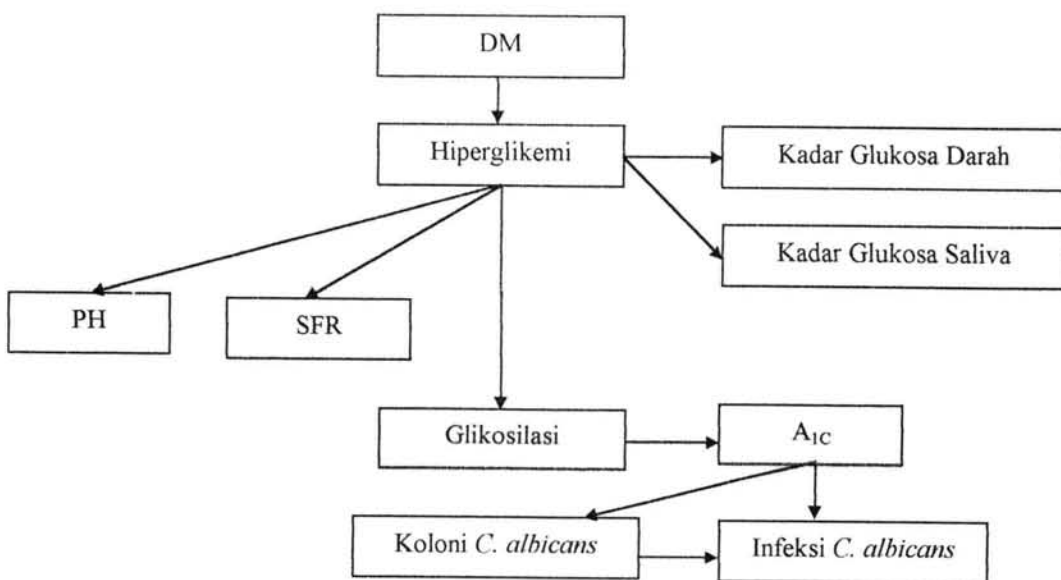 DM
Hiperglikemi
Kadar Glukosa Darah
Kadar Glukosa Saliva
PH
SFR
Glikosilasi
A1C
Koloni C. albicans
Infeksi C. albicans